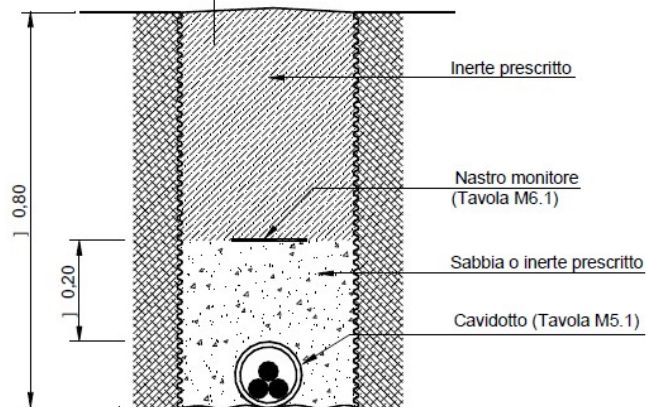 Inerte prescritto
Nastro monitore
(Tavola M6.1)
Sabbia o inerte prescritto
Cavidotto (Tavola M5.1)
] 0,80
] 0,20